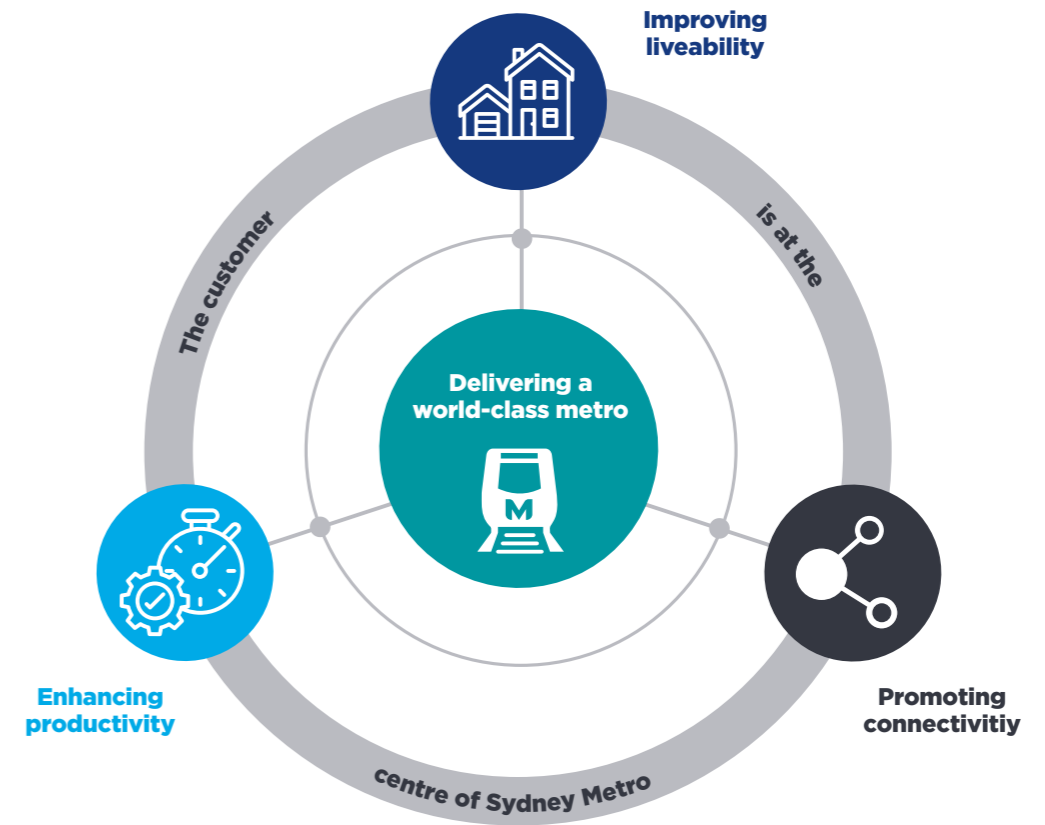 Improving
liveability
The customer
is at the
Delivering a
world-class metro
M
Enhancing
productivity
Promoting
connectivitiy
centre of Sydney Metro